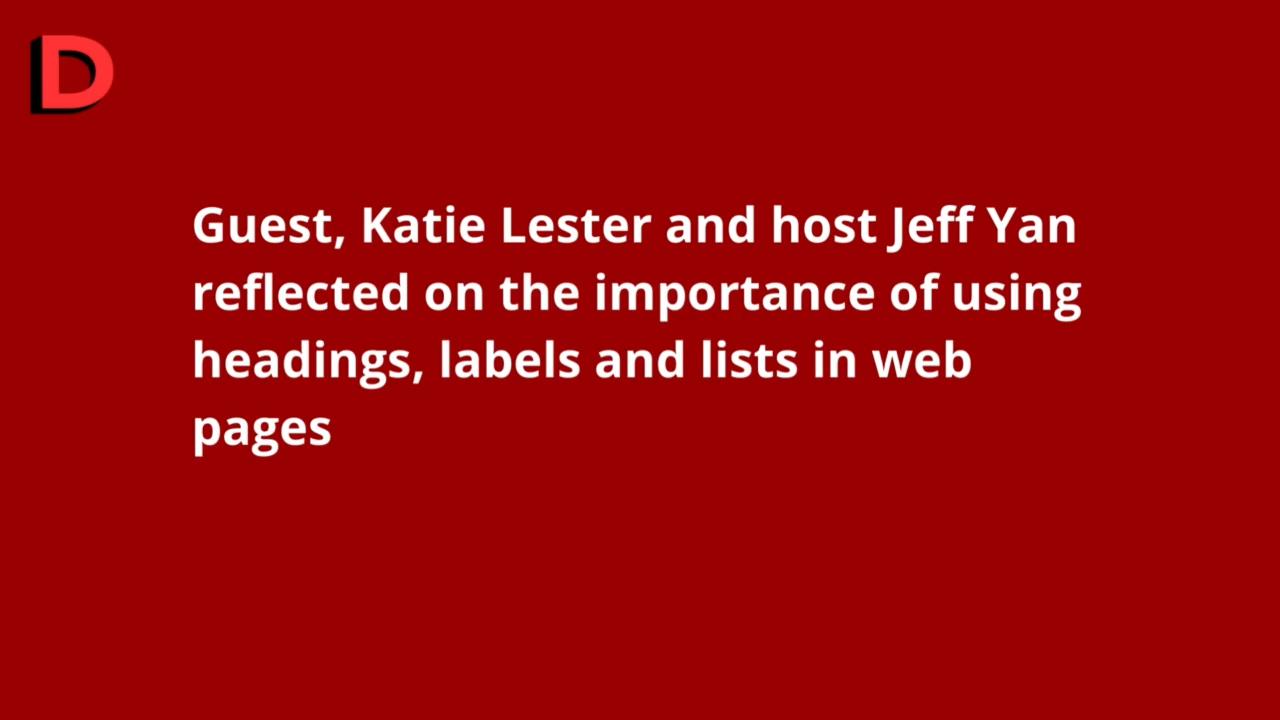 D
Guest, Katie Lester and host Jeff Yan
reflected on the importance of using
headings, labels and lists in web
pages